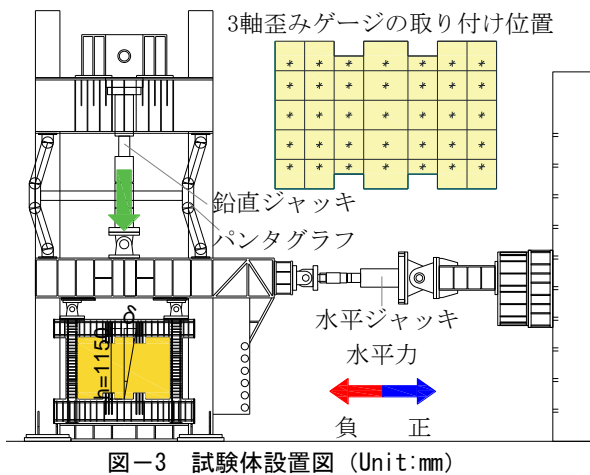 3軸歪みゲージの取り付け位置
鉛直ジャッキ
パンタグラフ
δ
h=1150
水平ジャッキ
水平力
負 正
図－3 試験体設置図 (Unit:mm)